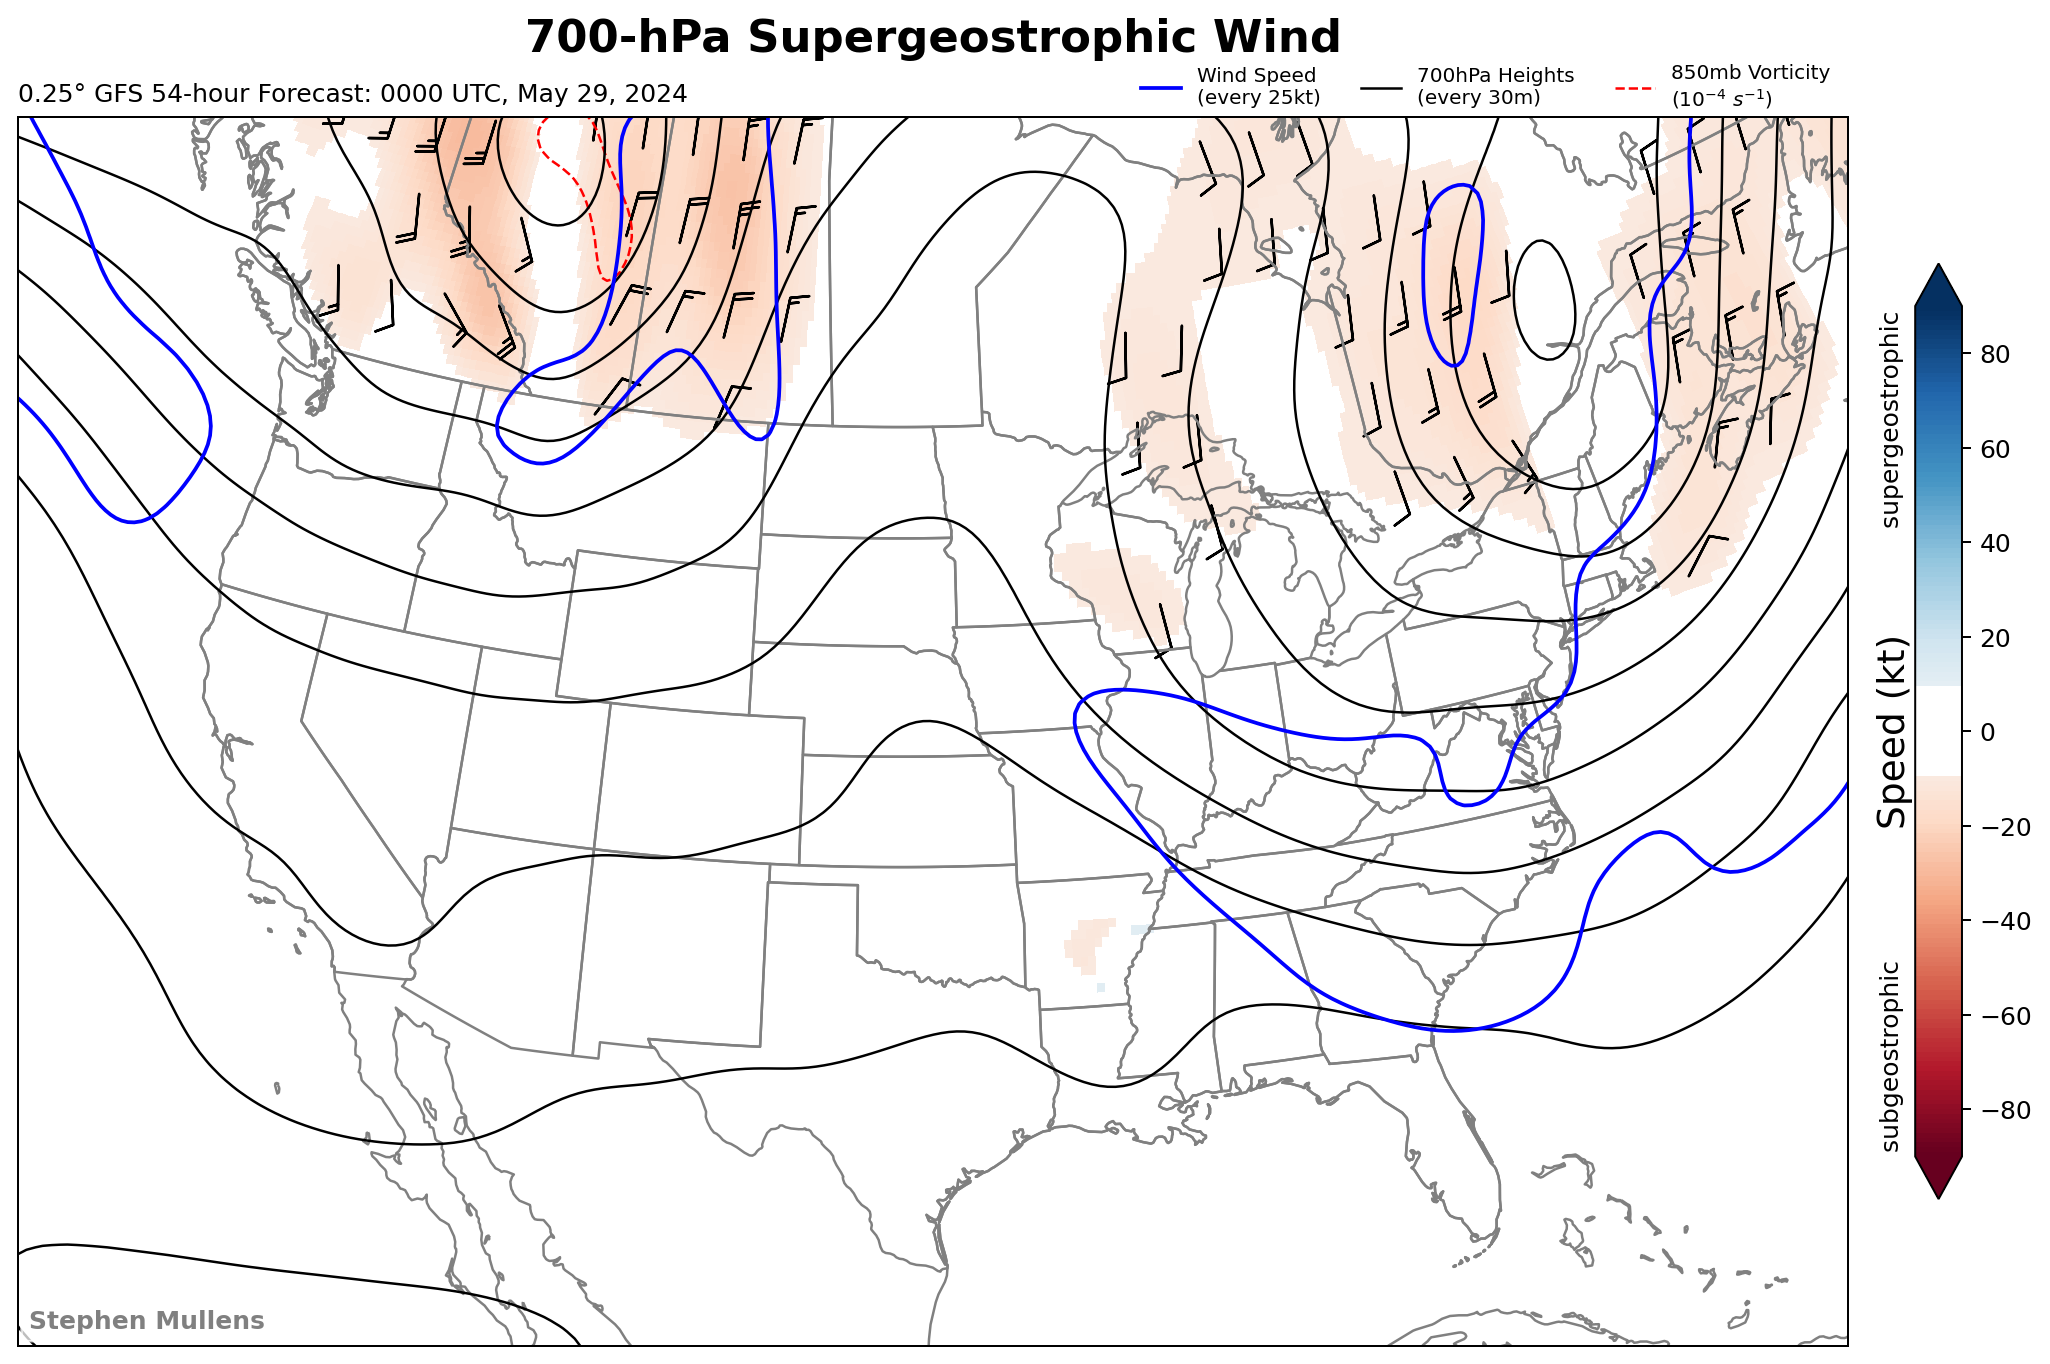 700-hPa Supergeostrophic Wind
0.25° GFS 54-hour Forecast: 0000 UTC, May 29, 2024
Wind Speed
(every 25kt)
700hPa Heights
(every 30m)
850mb Vorticity
(10⁻⁴ s⁻¹)
supergeostrophic
Speed (kt)
subgeostrophic
80
60
40
20
0
−20
−40
−60
−80
Stephen Mullens